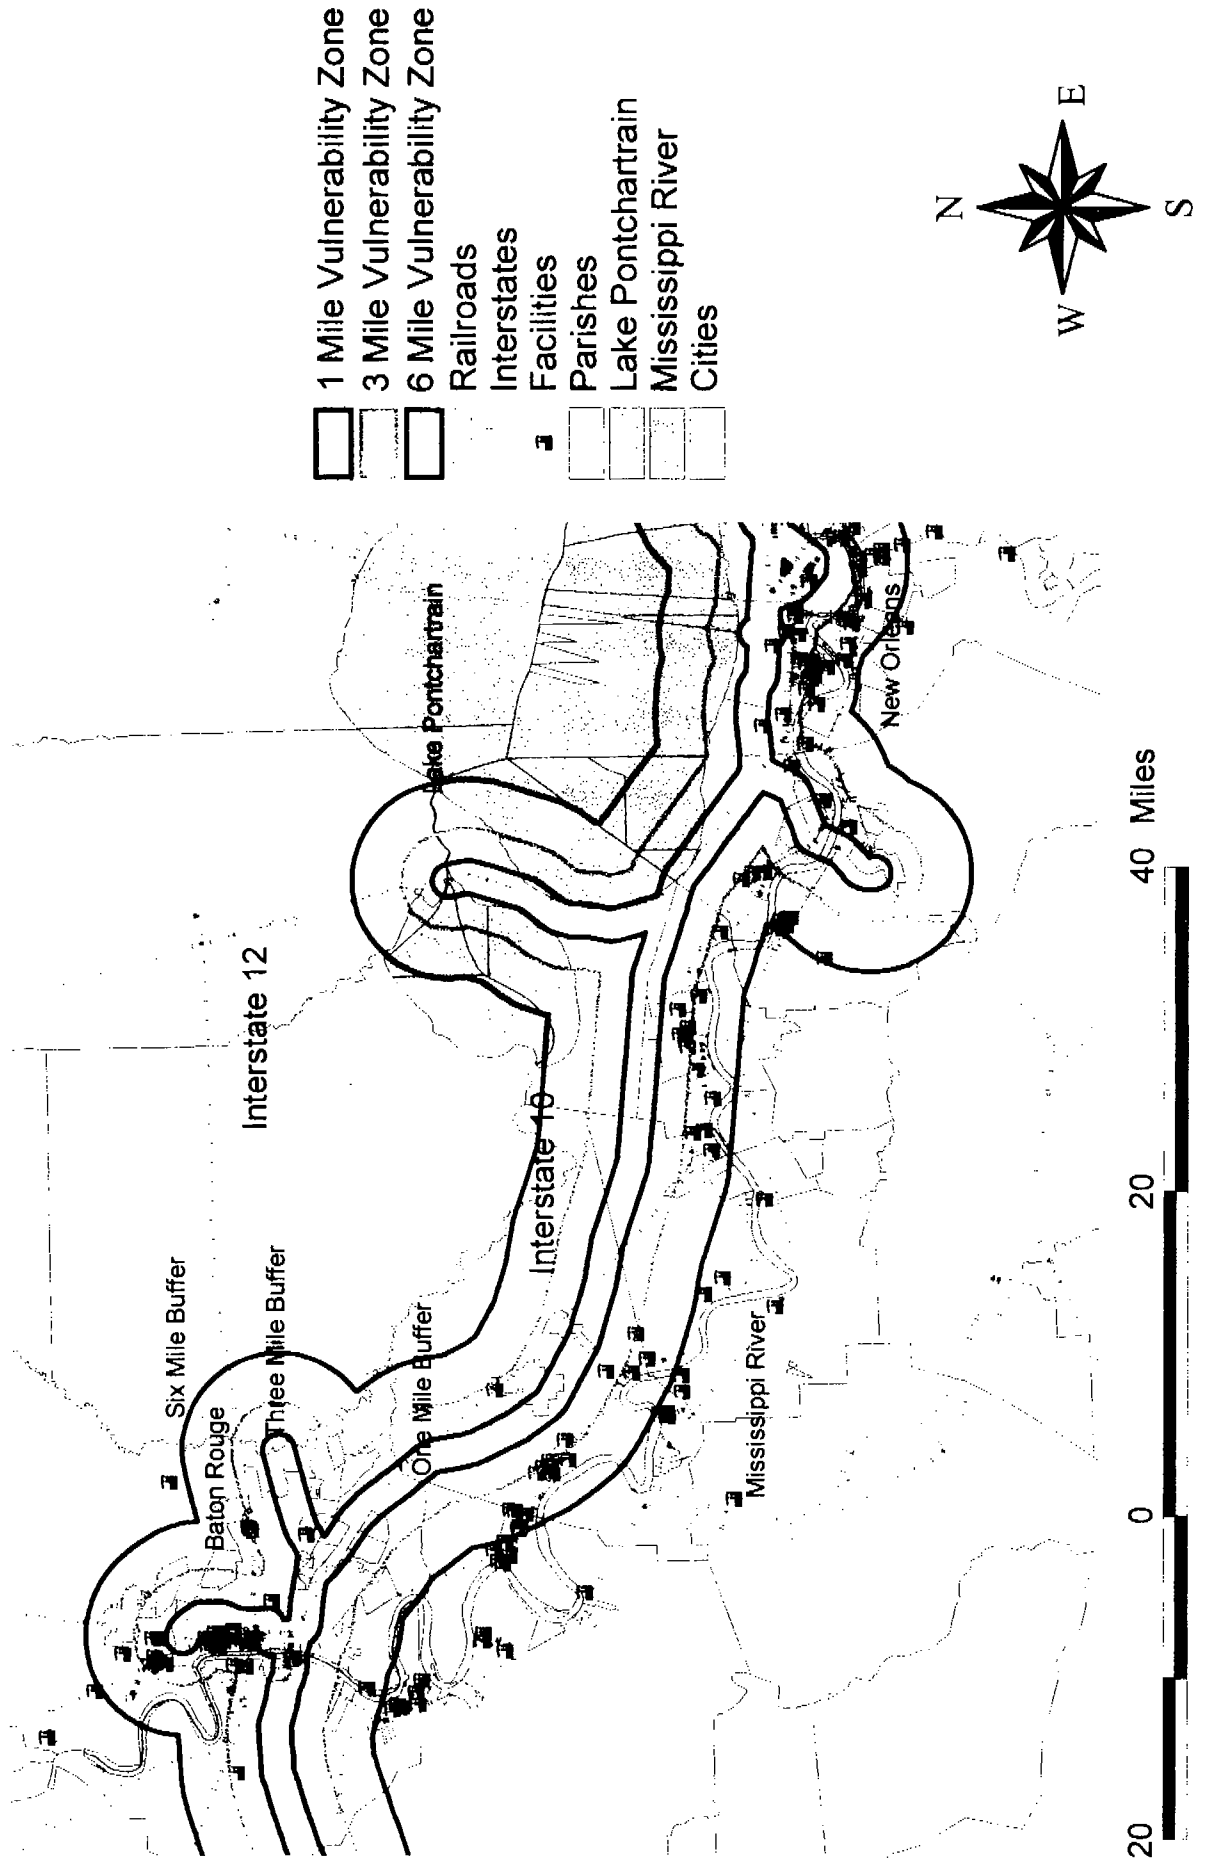 1 Mile Vulnerability Zone
3 Mile Vulnerability Zone
6 Mile Vulnerability Zone
Railroads
Interstates
Facilities
Parishes
Lake Pontchartrain
Mississippi River
Cities
Six Mile Buffer
Baton Rouge
Three Mile Buffer
Interstate 12
One Mile Buffer
Lake Pontchartrain
Interstate 10
Mississippi River
New Orleans
N
W
E
S
20
0
20
40 Miles